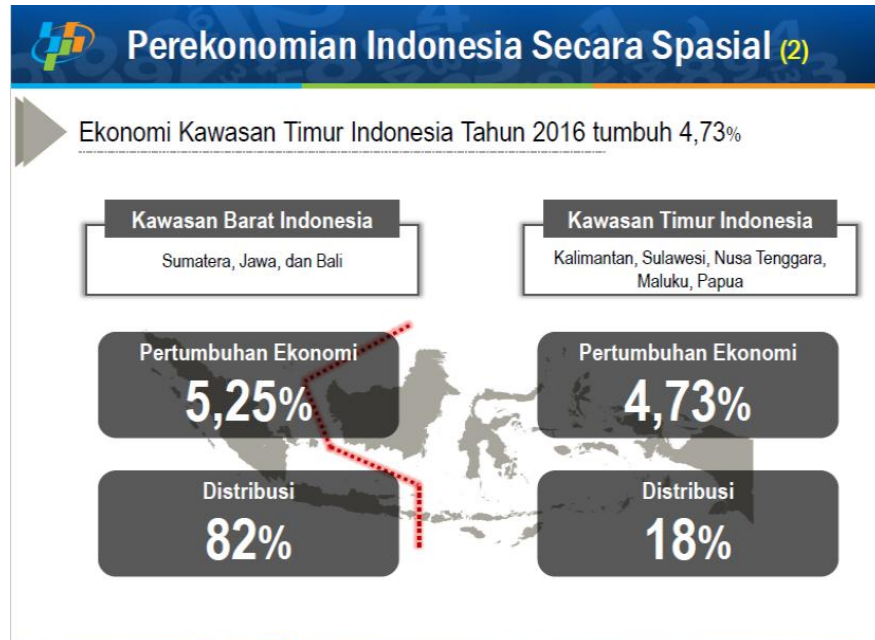 Perekonomian Indonesia Secara Spasial (2)
Ekonomi Kawasan Timur Indonesia Tahun 2016 tumbuh 4,73%
Kawasan Barat Indonesia
Sumatera, Jawa, dan Bali
Kawasan Timur Indonesia
Kalimantan, Sulawesi, Nusa Tenggara,
Maluku, Papua
Pertumbuhan Ekonomi
5,25%
Pertumbuhan Ekonomi
4,73%
Distribusi
82%
Distribusi
18%